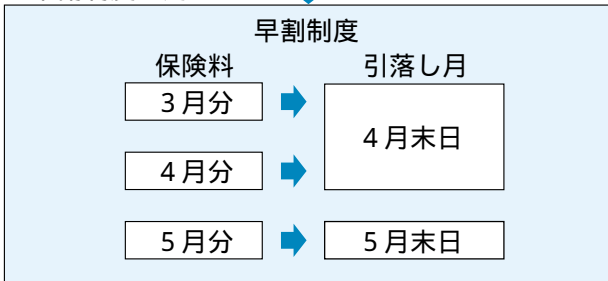 早割制度
保険料 引落し月
3月分
4月末日
4月分
5月分 5月末日